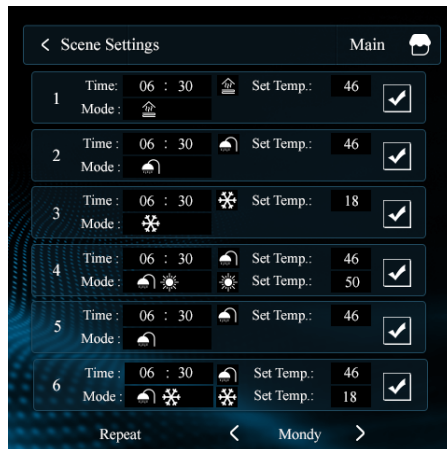 < Scene Settings Main
1 Time: 06 : 30 Set Temp.: 46
Mode :
2 Time : 06 : 30 Set Temp.: 46
Mode :
3 Time : 06 : 30 Set Temp.: 18
Mode :
4 Time : 06 : 30 Set Temp.: 46
Mode : Set Temp.: 50
5 Time : 06 : 30 Set Temp.: 46
Mode :
6 Time : 06 : 30 Set Temp.: 46
Mode : Set Temp.: 18
Repeat < Mondy >